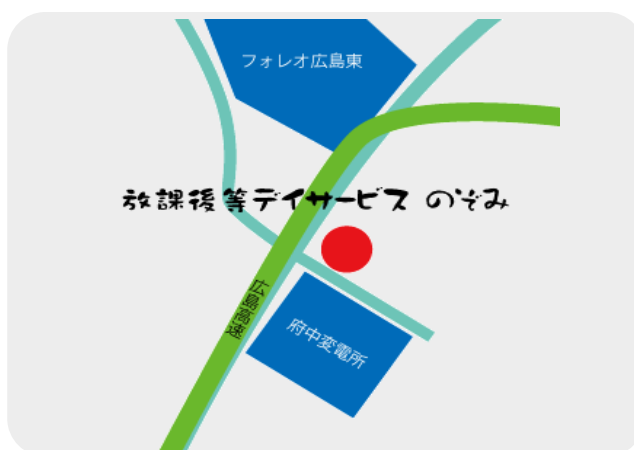 フォレオ広島東
放課後等デイサービス のぞみ
広島高速
府中変電所